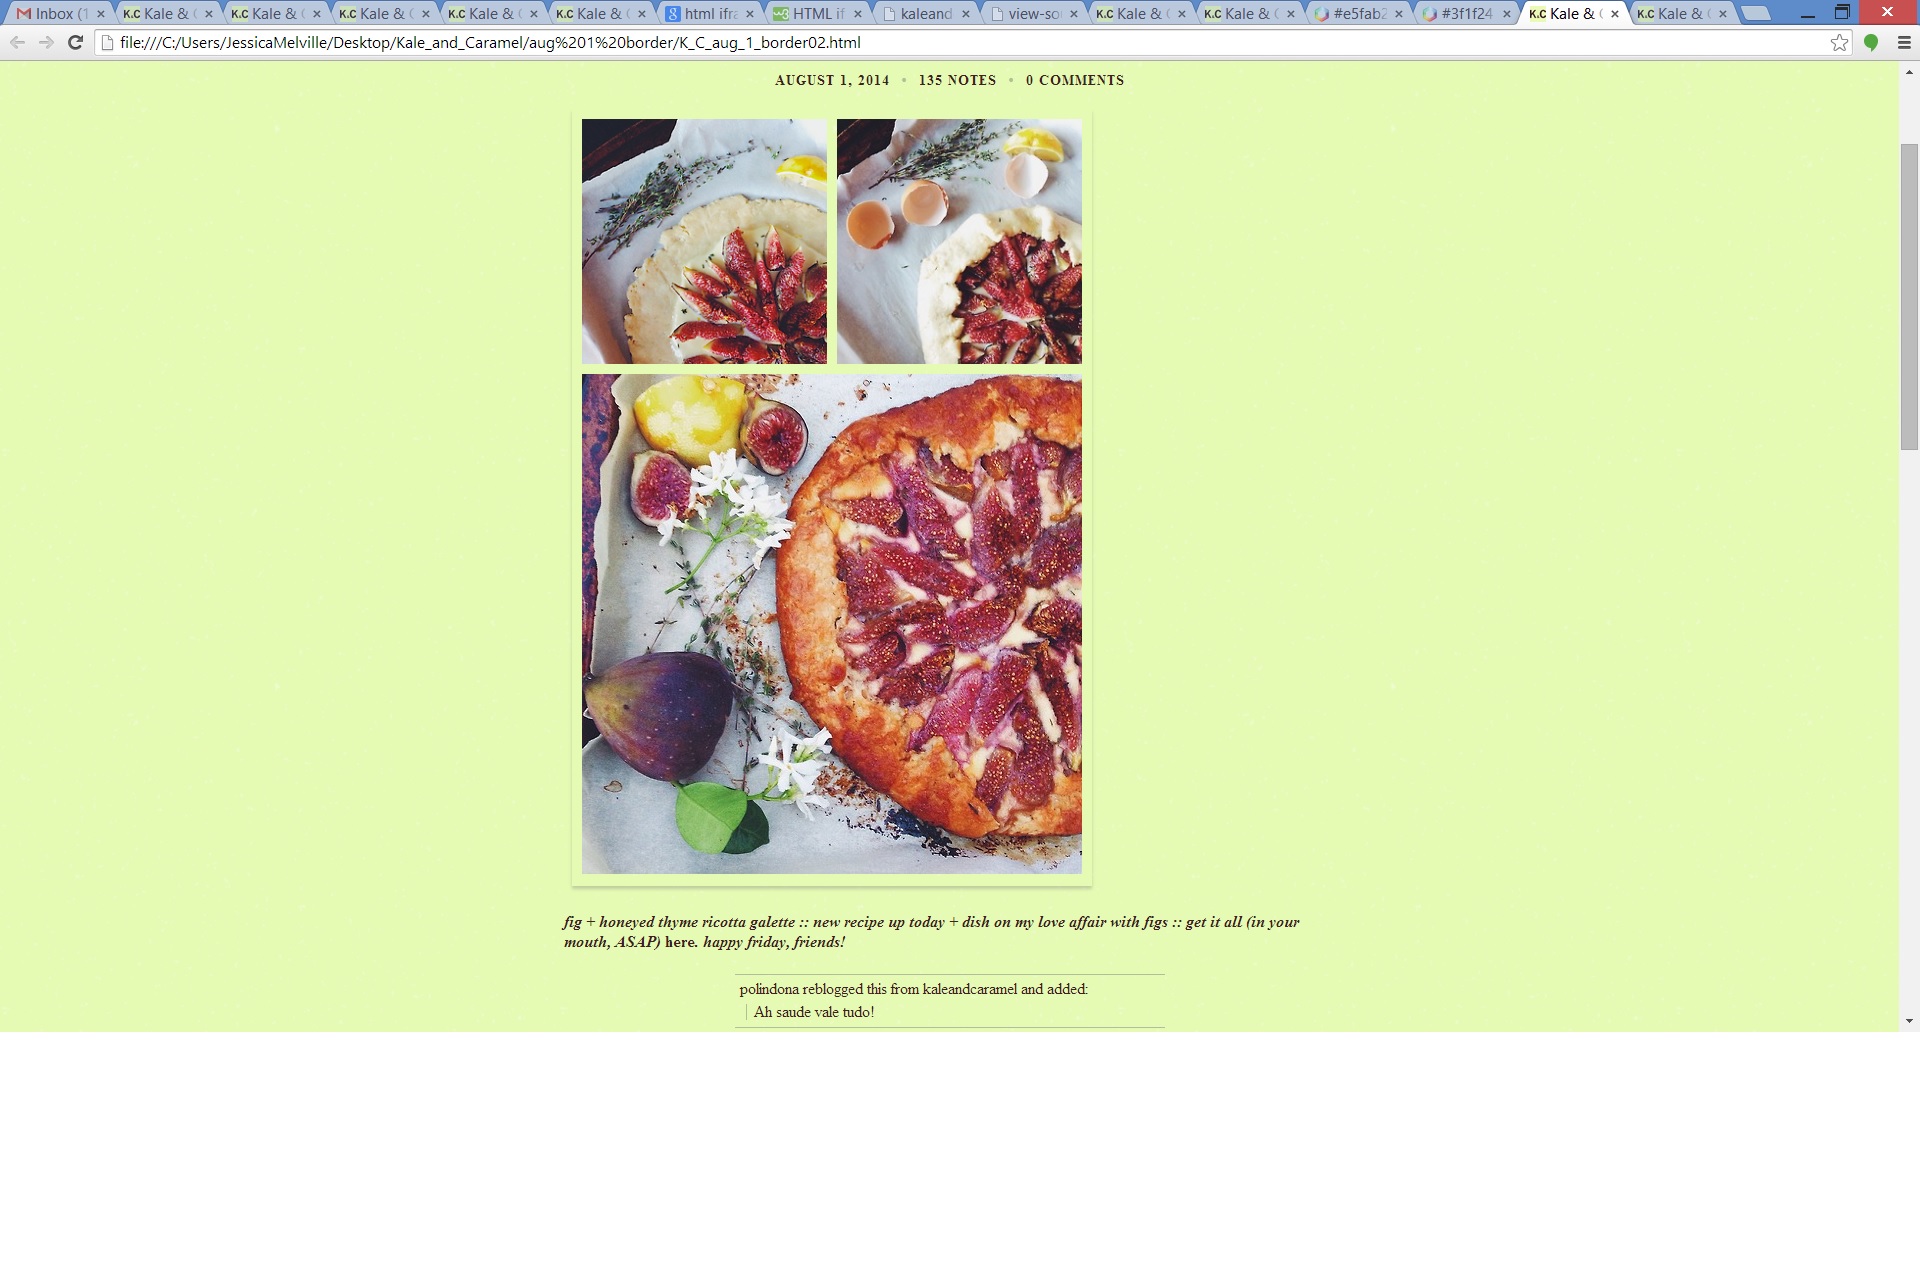 Inbox (1
K.C Kale & (
K.C Kale & (
K.C Kale & (
K.C Kale & (
K.C Kale & (
html ifra
HTML if
kaleand
view-so
K.C Kale & (
K.C Kale & (
#e5fab2
#3f1f24
K.C Kale & (
K.C Kale & (
file:///C:/Users/JessicaMelville/Desktop/Kale_and_Caramel/aug%201%20border/K_C_aug_1_border02.html
AUGUST 1, 2014 • 135 NOTES • 0 COMMENTS
fig + honeyed thyme ricotta galette :: new recipe up today + dish on my love affair with figs :: get it all (in your
mouth, ASAP) here. happy friday, friends!
polindona reblogged this from kaleandcaramel and added:
Ah saude vale tudo!